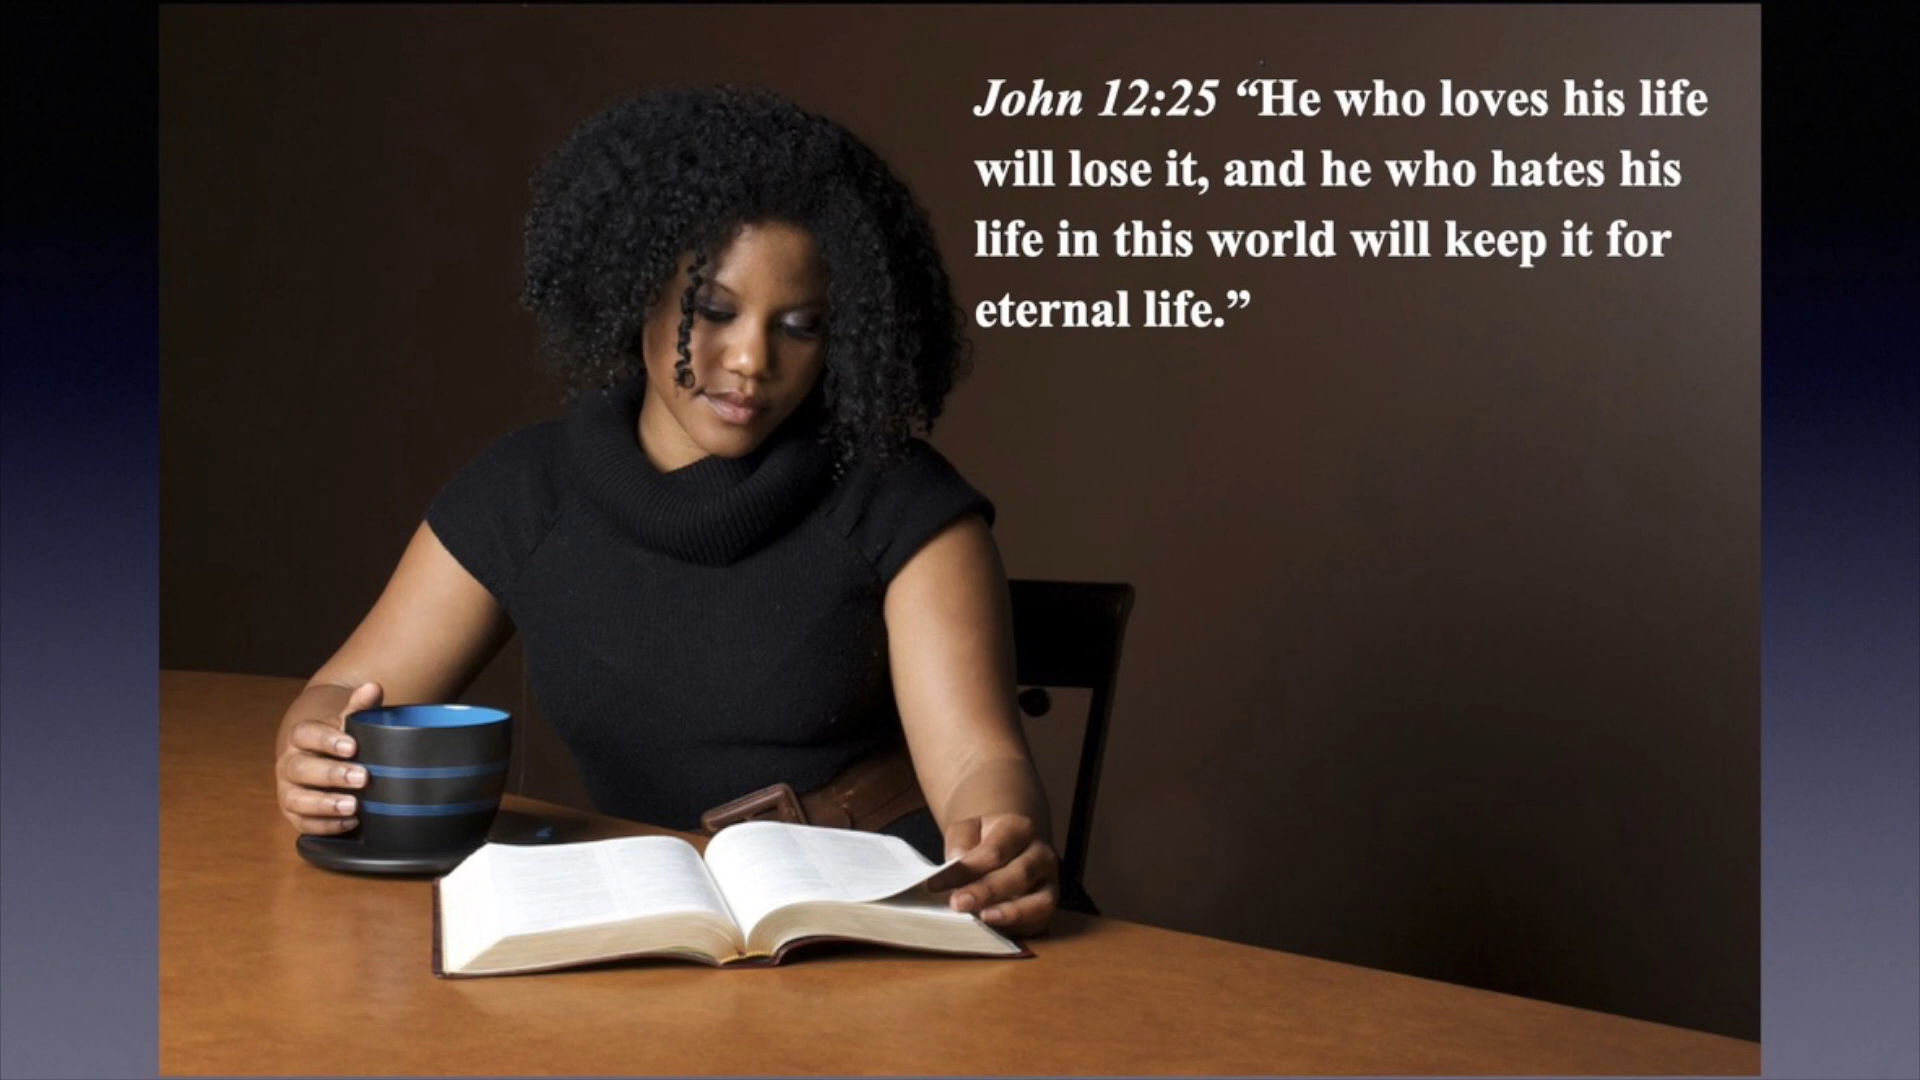 John 12:25 “He who loves his life
will lose it, and he who hates his
life in this world will keep it for
eternal life.”